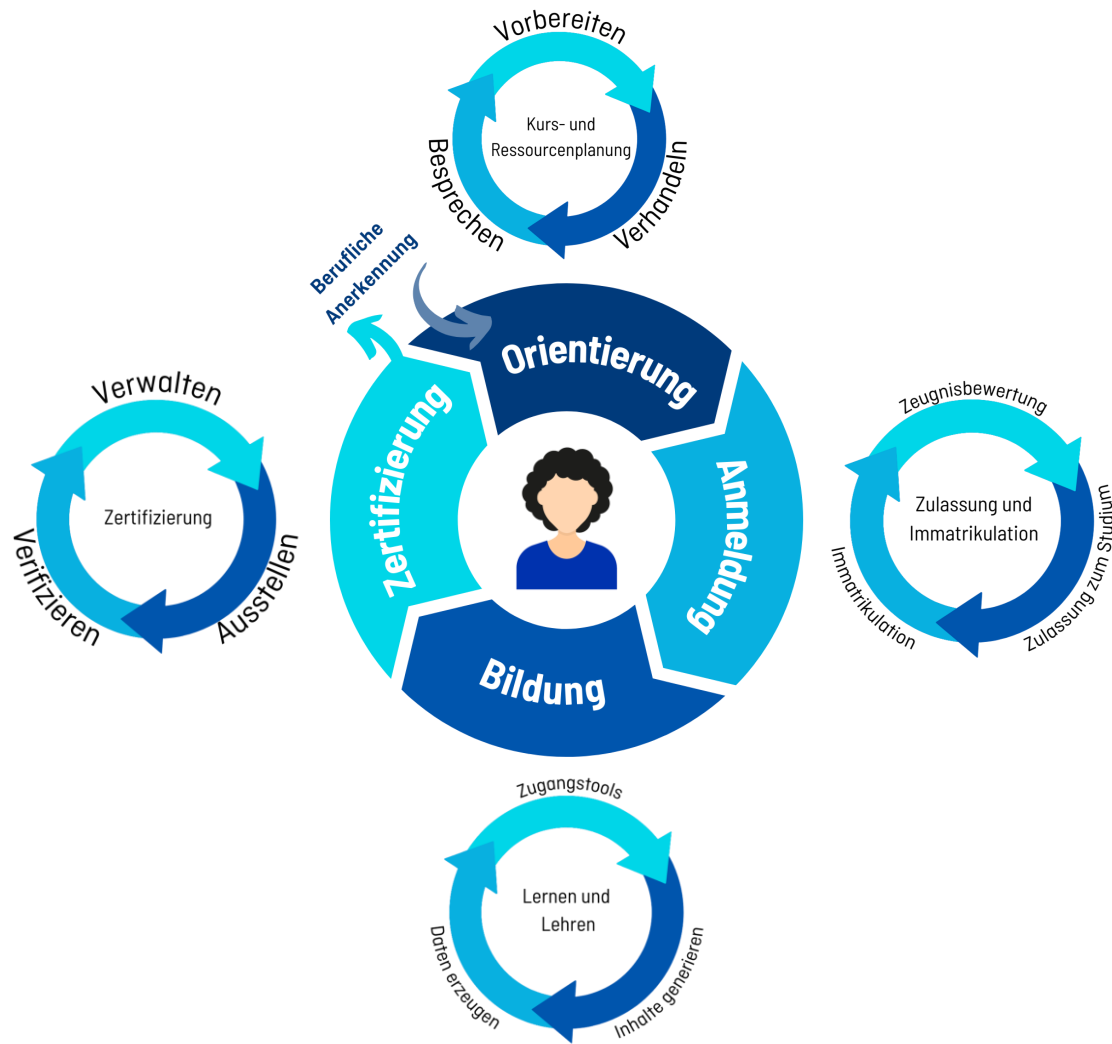 Vorbereiten
Kurs- und
Ressourcenplanung
Besprechen
Verhandeln
Berufliche
Anerkennung
Orientierung
Anmeldung
Bildung
Zertifizierung
Verwalten
Zertifizierung
Verifizieren
Ausstellen
Zeugnisbewertung
Zulassung und
Immatrikulation
Immatrikulation
Zulassung zum Studium
Zugangstools
Lernen und
Lehren
Daten erzeugen
Inhalte generieren